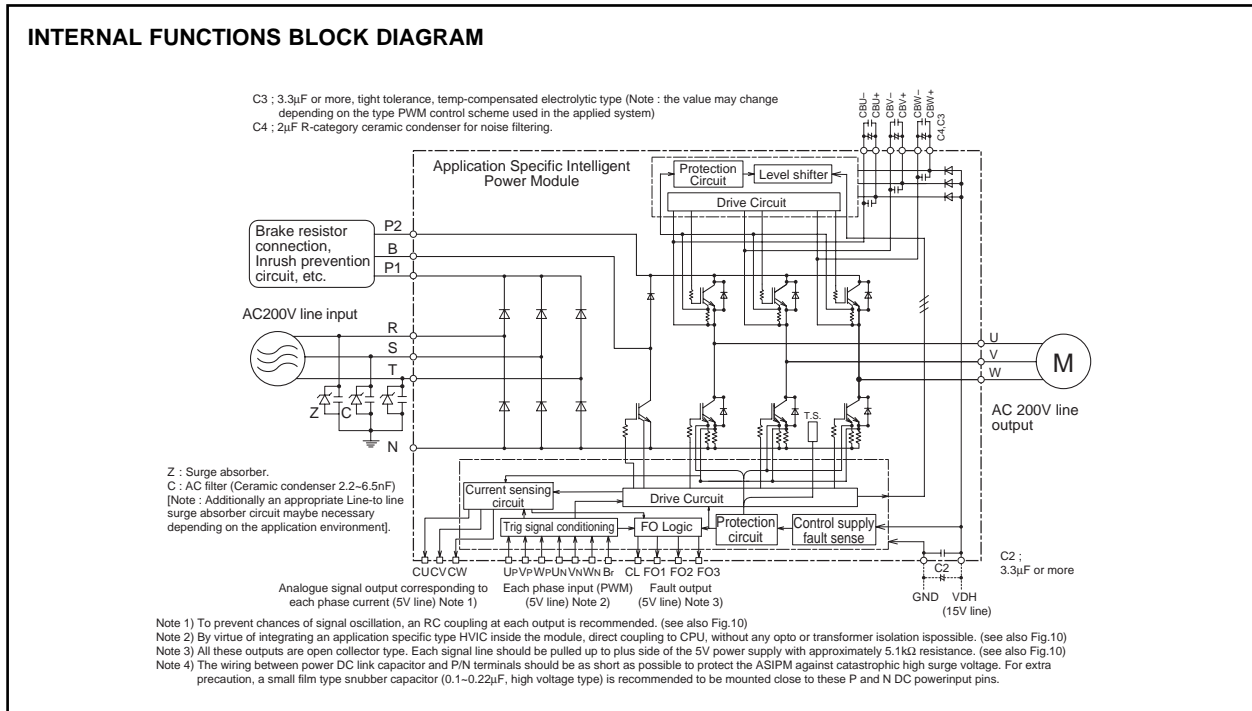 INTERNAL FUNCTIONS BLOCK DIAGRAM
C3 ; 3.3µF or more, tight tolerance, temp-compensated electrolytic type (Note : the value may change
depending on the type PWM control scheme used in the applied system)
C4 ; 2µF R-category ceramic condenser for noise filtering.
CBU–
CBU+
CBV–
CBV+
CBW–
CBW+
C4,C3
Application Specific Intelligent
Power Module
Protection
Circuit
Level shifter
Drive Circuit
Brake resistor
connection,
Inrush prevention
circuit, etc.
P2
B
P1
AC200V line input
R
S
T
Z
C
N
U
V
W
M
AC 200V line
output
T.S.
Z : Surge absorber.
C : AC filter (Ceramic condenser 2.2~6.5nF)
[Note : Additionally an appropriate Line-to line
surge absorber circuit maybe necessary
depending on the application environment].
Current sensing
circuit
Drive Curcuit
Trig signal conditioning
FO Logic
Protection
circuit
Control supply
fault sense
CU CV CW
UP VP WP UN VN WN Br
CL FO1 FO2 FO3
C2
GND VDH
(15V line)
C2 ;
3.3µF or more
Analogue signal output corresponding to
each phase current (5V line) Note 1)
Each phase input (PWM)
(5V line) Note 2)
Fault output
(5V line) Note 3)
Note 1) To prevent chances of signal oscillation, an RC coupling at each output is recommended. (see also Fig.10)
Note 2) By virtue of integrating an application specific type HVIC inside the module, direct coupling to CPU, without any opto or transformer isolation ispossible. (see also Fig.10)
Note 3) All these outputs are open collector type. Each signal line should be pulled up to plus side of the 5V power supply with approximately 5.1kΩ resistance. (see also Fig.10)
Note 4) The wiring between power DC link capacitor and P/N terminals should be as short as possible to protect the ASIPM against catastrophic high surge voltage. For extra
precaution, a small film type snubber capacitor (0.1~0.22µF, high voltage type) is recommended to be mounted close to these P and N DC powerinput pins.